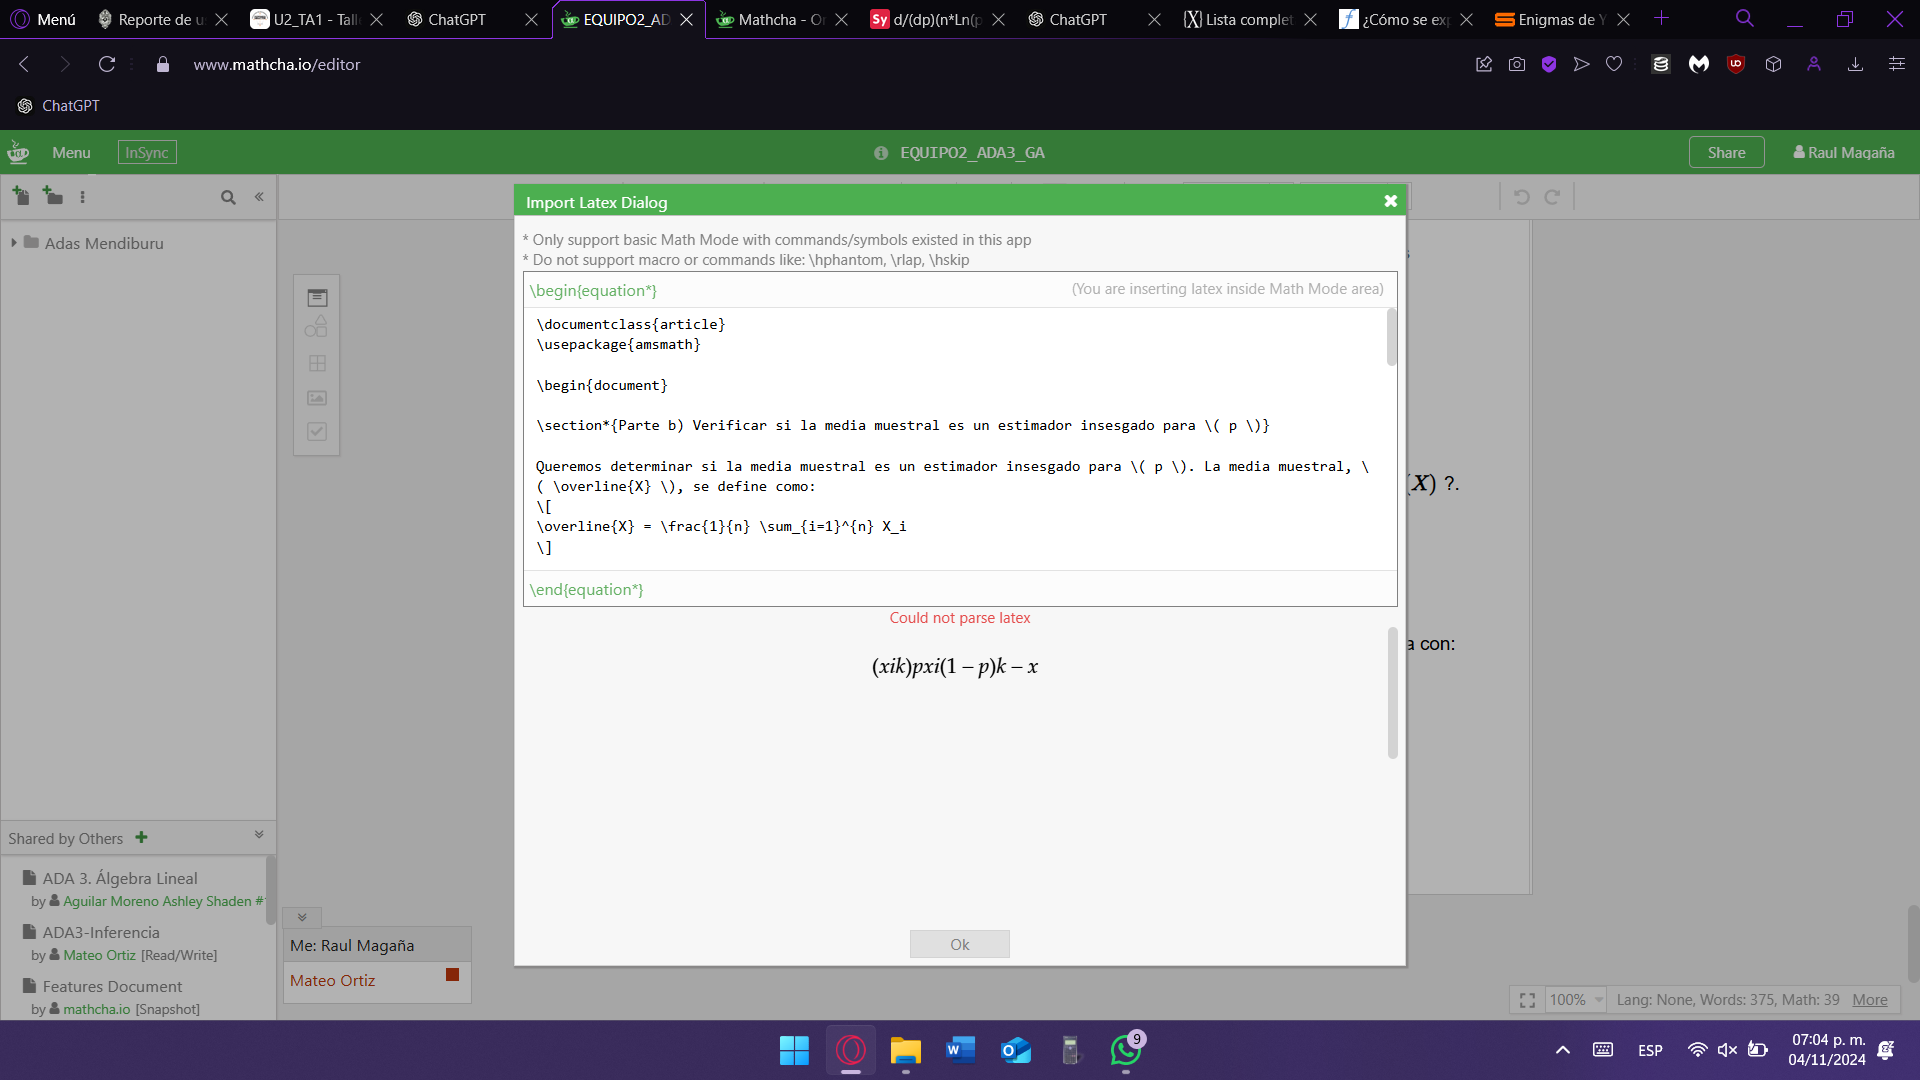 Menú
Reporte de u
U2_TA1 - Tall
ChatGPT
EQUIPO2_AD
Mathcha - On
Sy d/(dp)(n*Ln(p
ChatGPT
{X} Lista complet
¿Cómo se exp
Enigmas de Y
www.mathcha.io/editor
ChatGPT
Menu
InSync
EQUIPO2_ADA3_GA
Share
Raul Magaña
Import Latex Dialog
Adas Mendiburu
* Only support basic Math Mode with commands/symbols existed in this app
* Do not support macro or commands like: \hphantom, \rlap, \hskip
\begin{equation*}
(You are inserting latex inside Math Mode area)
\documentclass{article}
\usepackage{amsmath}
\begin{document}
\section*{Parte b) Verificar si la media muestral es un estimador insesgado para \( p \)}
Queremos determinar si la media muestral es un estimador insesgado para \( p \). La media muestral, \
( \overline{X} \), se define como:
\[
\overline{X} = \frac{1}{n} \sum_{i=1}^{n} X_i
\]
(X) ?.
\end{equation*}
Could not parse latex
a con:
(xik)pxi(1 − p)k − x
Shared by Others
ADA 3. Álgebra Lineal
by Aguilar Moreno Ashley Shaden #
ADA3-Inferencia
by Mateo Ortiz [Read/Write]
Features Document
by mathcha.io [Snapshot]
Me: Raul Magaña
Mateo Ortiz
Ok
100%
Lang: None, Words: 375, Math: 39
More
9
ESP
07:04 p. m.
04/11/2024